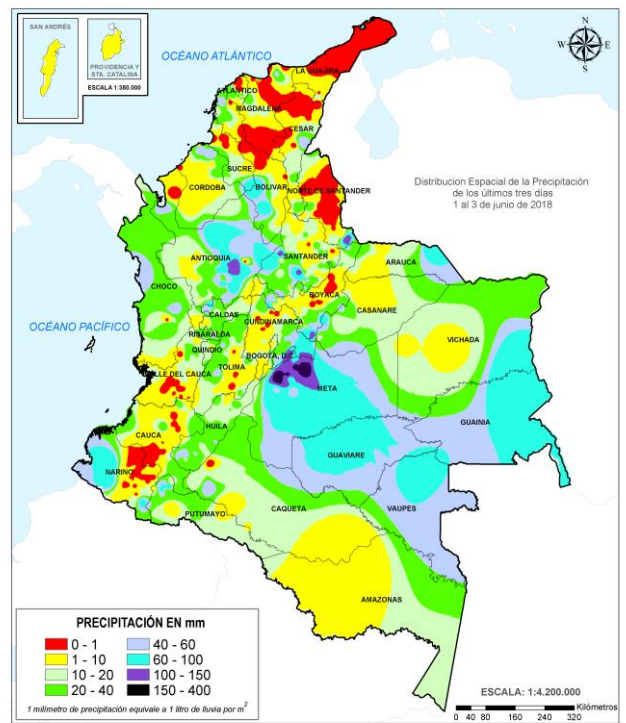 SAN ANDRÉS
PROVIDENCIA Y
STA. CATALINA
ESCALA 1:350.000
OCÉANO ATLÁNTICO
N
W
E
S
LA GUAJIRA
ATLANTICO
MAGDALENA
CESAR
SUCRE
CORDOBA
BOLIVAR
NORTE DE SANTANDER
Distribucion Espacial de la Precipitación
de los últimos tres días
1 al 3 de junio de 2018
ANTIOQUIA
SANTANDER
ARAUCA
CHOCO
BOYACA
CASANARE
CALDAS
OCÉANO PACÍFICO
CUNDINAMARCA
RISARALDA
VICHADA
QUINDIO
BOGOTA, D.C.
TOLIMA
VALLE DEL CAUCA
META
GUAINIA
CAUCA
HUILA
GUAVIARE
NARIÑO
CAQUETA
VAUPES
PUTUMAYO
AMAZONAS
PRECIPITACIÓN EN mm
0 - 1
40 - 60
1 - 10
60 - 100
10 - 20
100 - 150
20 - 40
150 - 400
1 milímetro de precipitación equivale a 1 litro de lluvia por m2
ESCALA: 1:4.200.000
Kilómetros
0 40 80 160 240 320